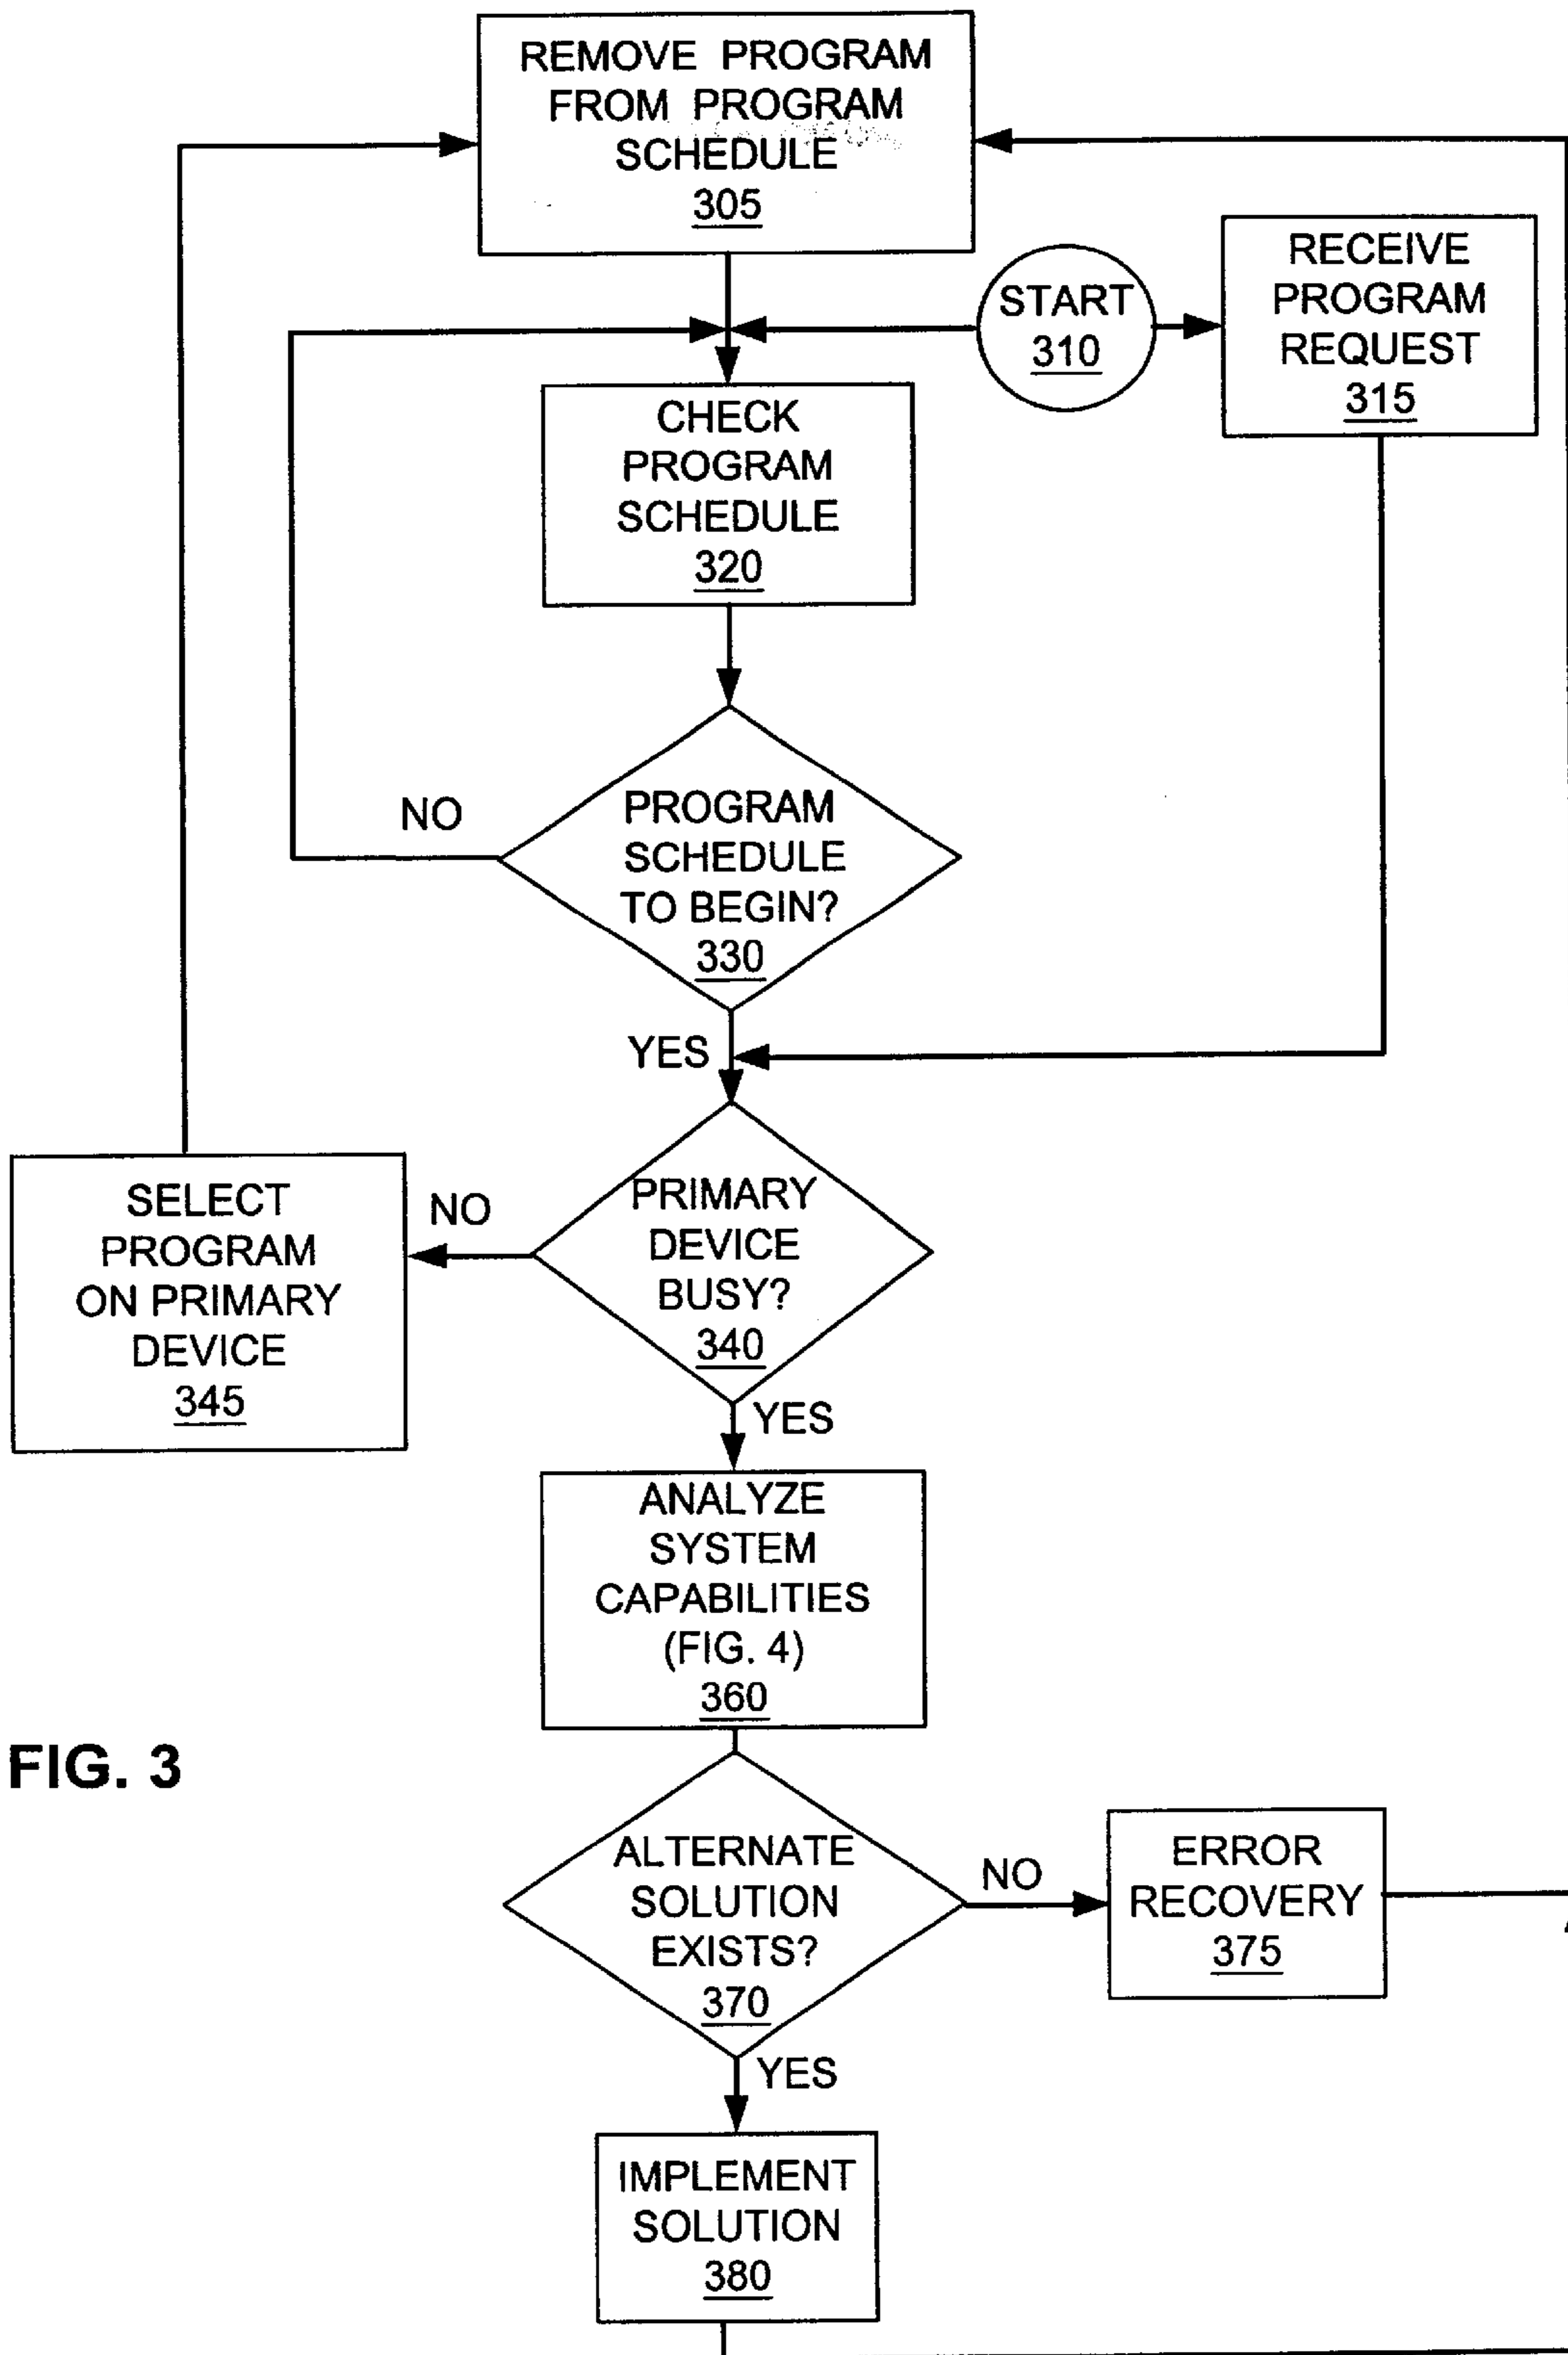 REMOVE PROGRAM
FROM PROGRAM
SCHEDULE
305
START
310
RECEIVE
PROGRAM
REQUEST
315
CHECK
PROGRAM
SCHEDULE
320
PROGRAM
SCHEDULE
TO BEGIN?
330
NO
YES
PRIMARY
DEVICE
BUSY?
340
NO
SELECT
PROGRAM
ON PRIMARY
DEVICE
345
YES
ANALYZE
SYSTEM
CAPABILITIES
(FIG. 4)
360
FIG. 3
ALTERNATE
SOLUTION
EXISTS?
370
NO
ERROR
RECOVERY
375
YES
IMPLEMENT
SOLUTION
380